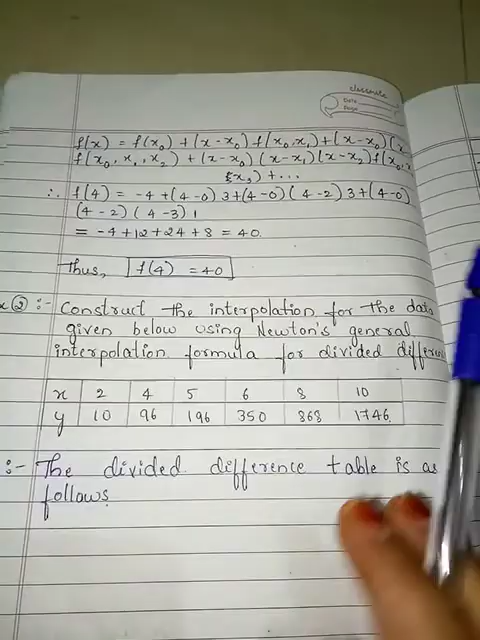 classmate
Date
Page
f(x) = f(x₀) + (x - x₀) f(x₀, x₁) + (x - x₀) (x
f(x₀, x₁, x₂) + (x - x₀) (x - x₁) (x - x₂) f(x₀, x
x₃) + ...
∴ f(4) = -4 + (4-0) 3 + (4-0) (4-2) 3 + (4-0)
(4-2) (4-3) 1
= -4 + 12 + 24 + 8 = 40.
Thus, f(4) = 40
x ② :- Construct the interpolation for the data
given below using Newton's general
interpolation formula for divided differen
x 2 4 5 6 8 10
y 10 96 196 350 868 1746.
:- The divided difference table is as
follows.